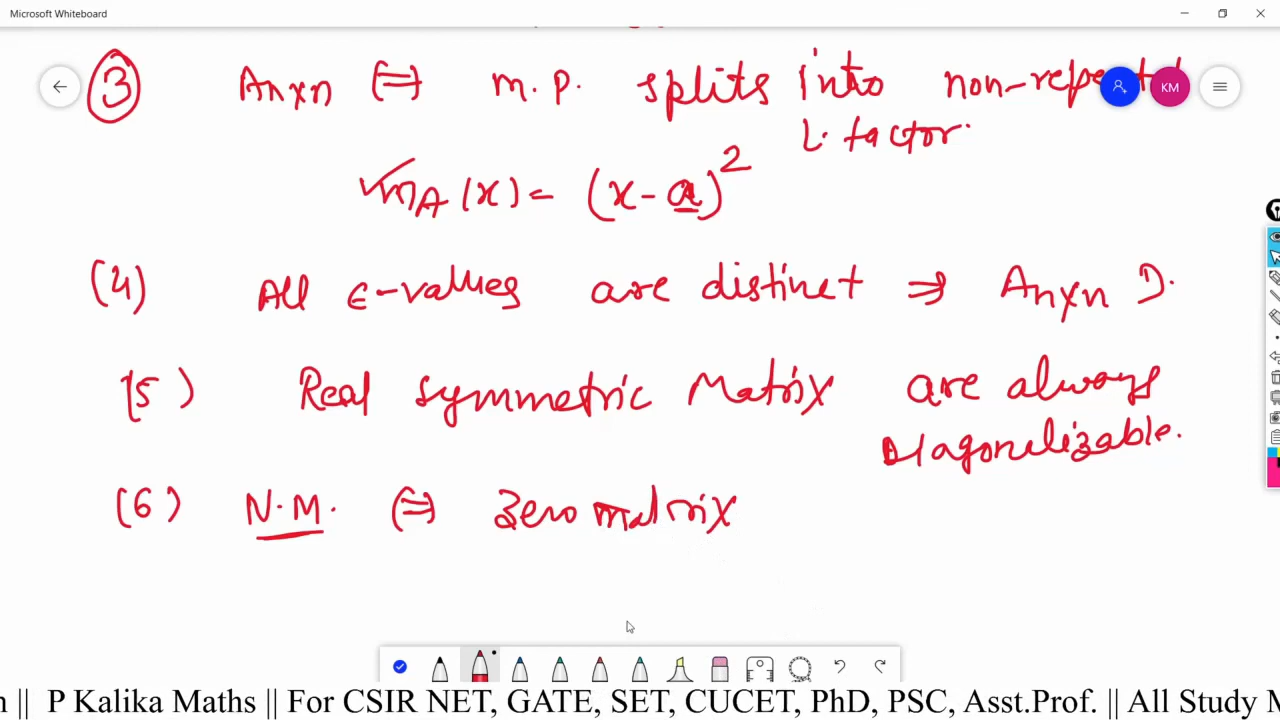 Microsoft Whiteboard
③ Anxn ⇔ m.p. splits into non-repeated
L. factor.
✓mA(x) = (x-a)²
(4) All E-values are distinct ⇒ Anxn D.
(5) Real symmetric Matrix are always
Diagonalizable.
(6) N.M. ⇔ Zero matrix
KM
|| P Kalika Maths || For CSIR NET, GATE, SET, CUCET, PhD, PSC, Asst.Prof. || All Study M